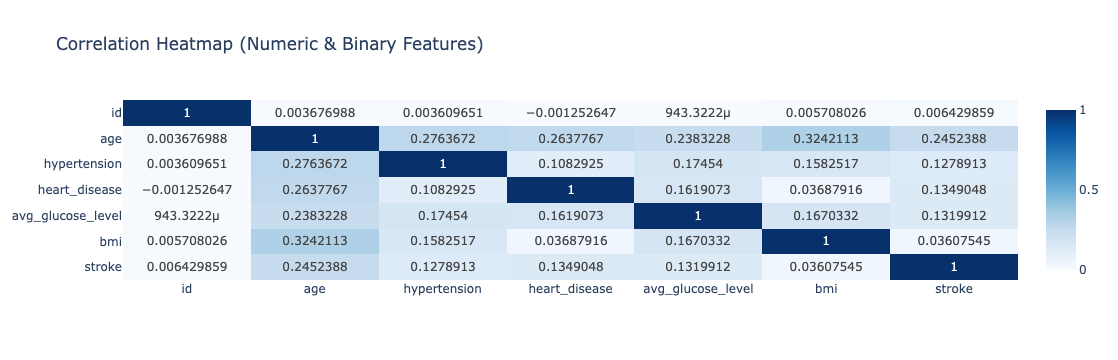 Correlation Heatmap (Numeric & Binary Features)
id 1 0.003676988 0.003609651 −0.001252647 943.3222μ 0.005708026 0.006429859
age 0.003676988 1 0.2763672 0.2637767 0.2383228 0.3242113 0.2452388
hypertension 0.003609651 0.2763672 1 0.1082925 0.17454 0.1582517 0.1278913
heart_disease −0.001252647 0.2637767 0.1082925 1 0.1619073 0.03687916 0.1349048
avg_glucose_level 943.3222μ 0.2383228 0.17454 0.1619073 1 0.1670332 0.1319912
bmi 0.005708026 0.3242113 0.1582517 0.03687916 0.1670332 1 0.03607545
stroke 0.006429859 0.2452388 0.1278913 0.1349048 0.1319912 0.03607545 1
id age hypertension heart_disease avg_glucose_level bmi stroke
1
0.5
0